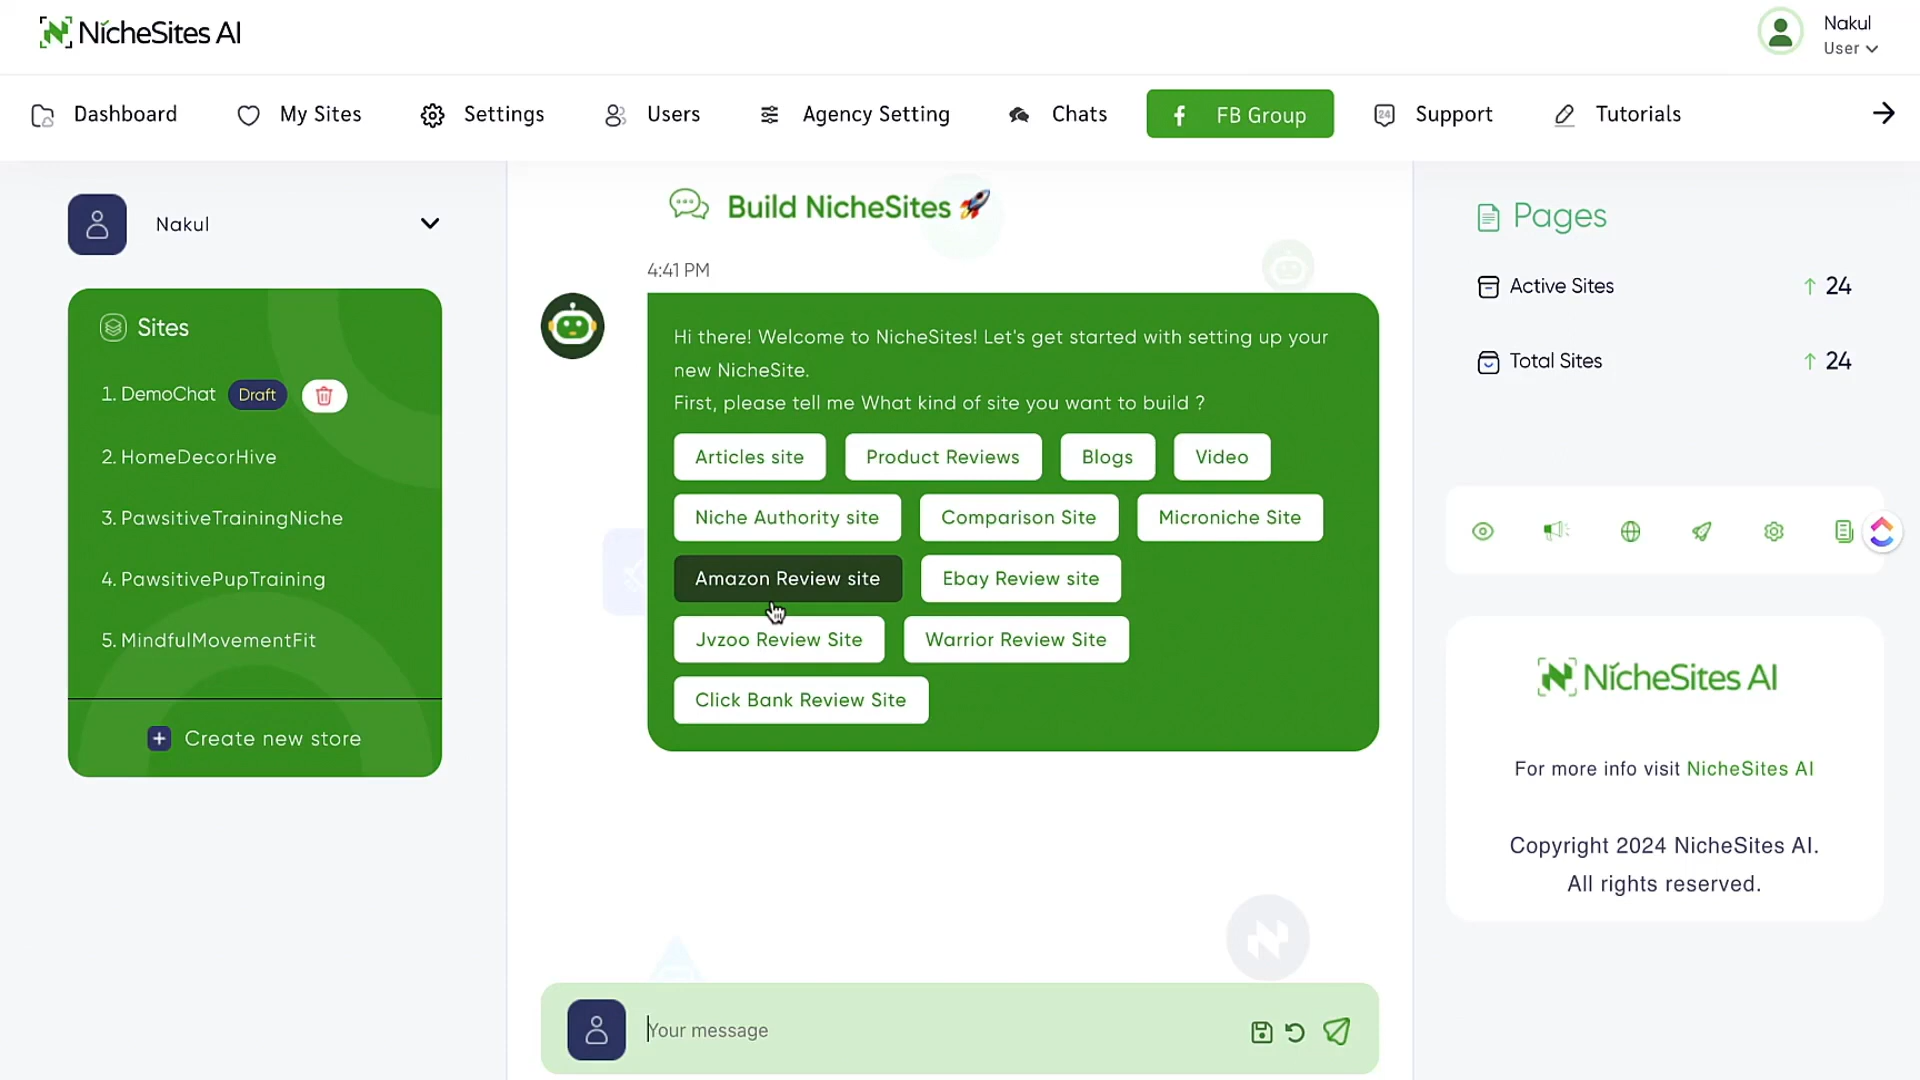 NicheSites AI
Nakul
User
Dashboard
My Sites
Settings
Users
Agency Setting
Chats
FB Group
Support
Tutorials
Nakul
Sites
1. DemoChat Draft
2. HomeDecorHive
3. PawsitiveTrainingNiche
4. PawsitivePupTraining
5. MindfulMovementFit
Create new store
Build NicheSites 🚀
4:41 PM
Hi there! Welcome to NicheSites! Let's get started with setting up your
new NicheSite.
First, please tell me What kind of site you want to build ?
Articles site
Product Reviews
Blogs
Video
Niche Authority site
Comparison Site
Microniche Site
Amazon Review site
Ebay Review site
Jvzoo Review Site
Warrior Review Site
Click Bank Review Site
Your message
Pages
Active Sites ↑ 24
Total Sites ↑ 24
NicheSites AI
For more info visit NicheSites AI
Copyright 2024 NicheSites AI.
All rights reserved.